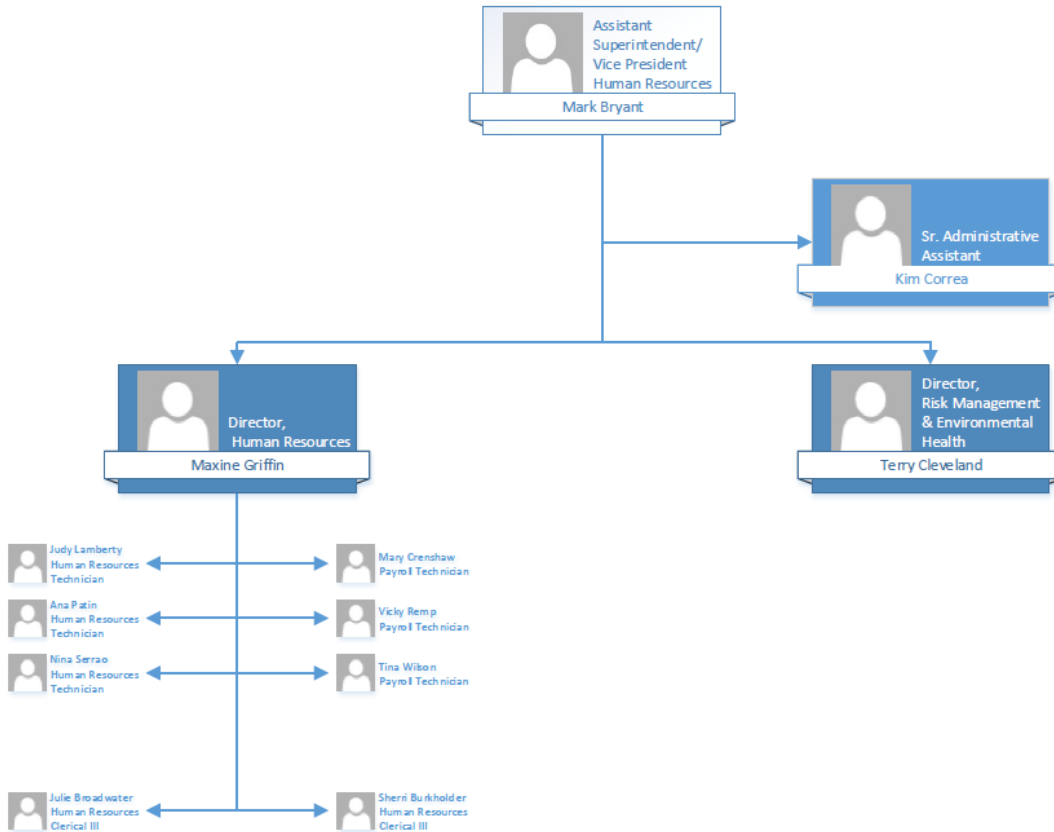 Assistant
Superintendent/
Vice President
Human Resources
Mark Bryant
Sr. Administrative
Assistant
Kim Correa
Director,
Human Resources
Maxine Griffin
Director,
Risk Management
& Environmental
Health
Terry Cleveland
Judy Lamberty
Human Resources
Technician
Mary Crenshaw
Payroll Technician
Ana Patin
Human Resources
Technician
Vicky Remp
Payroll Technician
Nina Serrao
Human Resources
Technician
Tina Wilson
Payroll Technician
Julie Broadwater
Human Resources
Clerical III
Sherri Burkholder
Human Resources
Clerical III